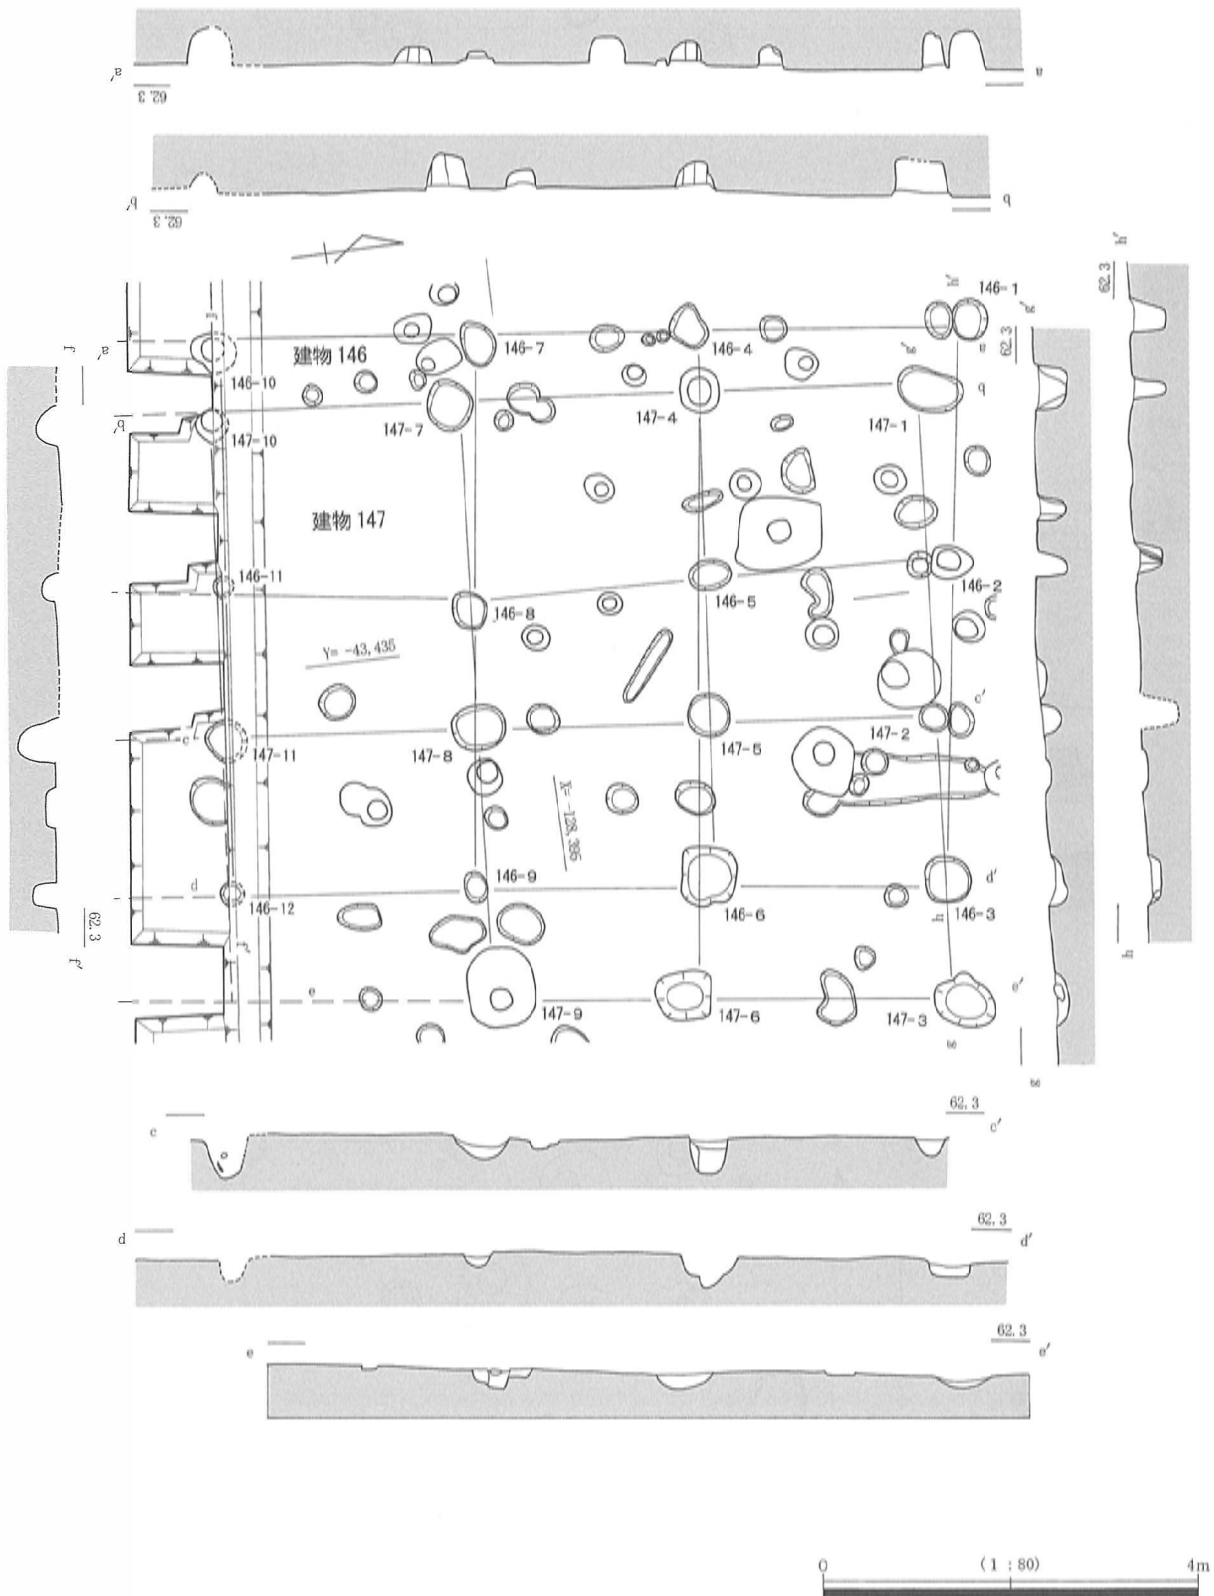 a'
62.3
a
b'
62.3
b
h'
62.3
146-1
h'
g'
62.3
f
f'
a'
建物 146
146-7
146-4
a
g'
146-10
b'
147-10
147-7
147-4
147-1
b
建物 147
146-11
146-8
146-5
146-2
Y= -43,435
c
147-11
147-8
147-5
147-2
c'
X=-128,396
d
146-12
146-9
146-6
h
146-3
d'
62.3
f'
f'
h
e
147-9
147-6
147-3
e'
g
g
c
62.3
c'
d
62.3
d'
e
62.3
e'
0
(1 : 80)
4m